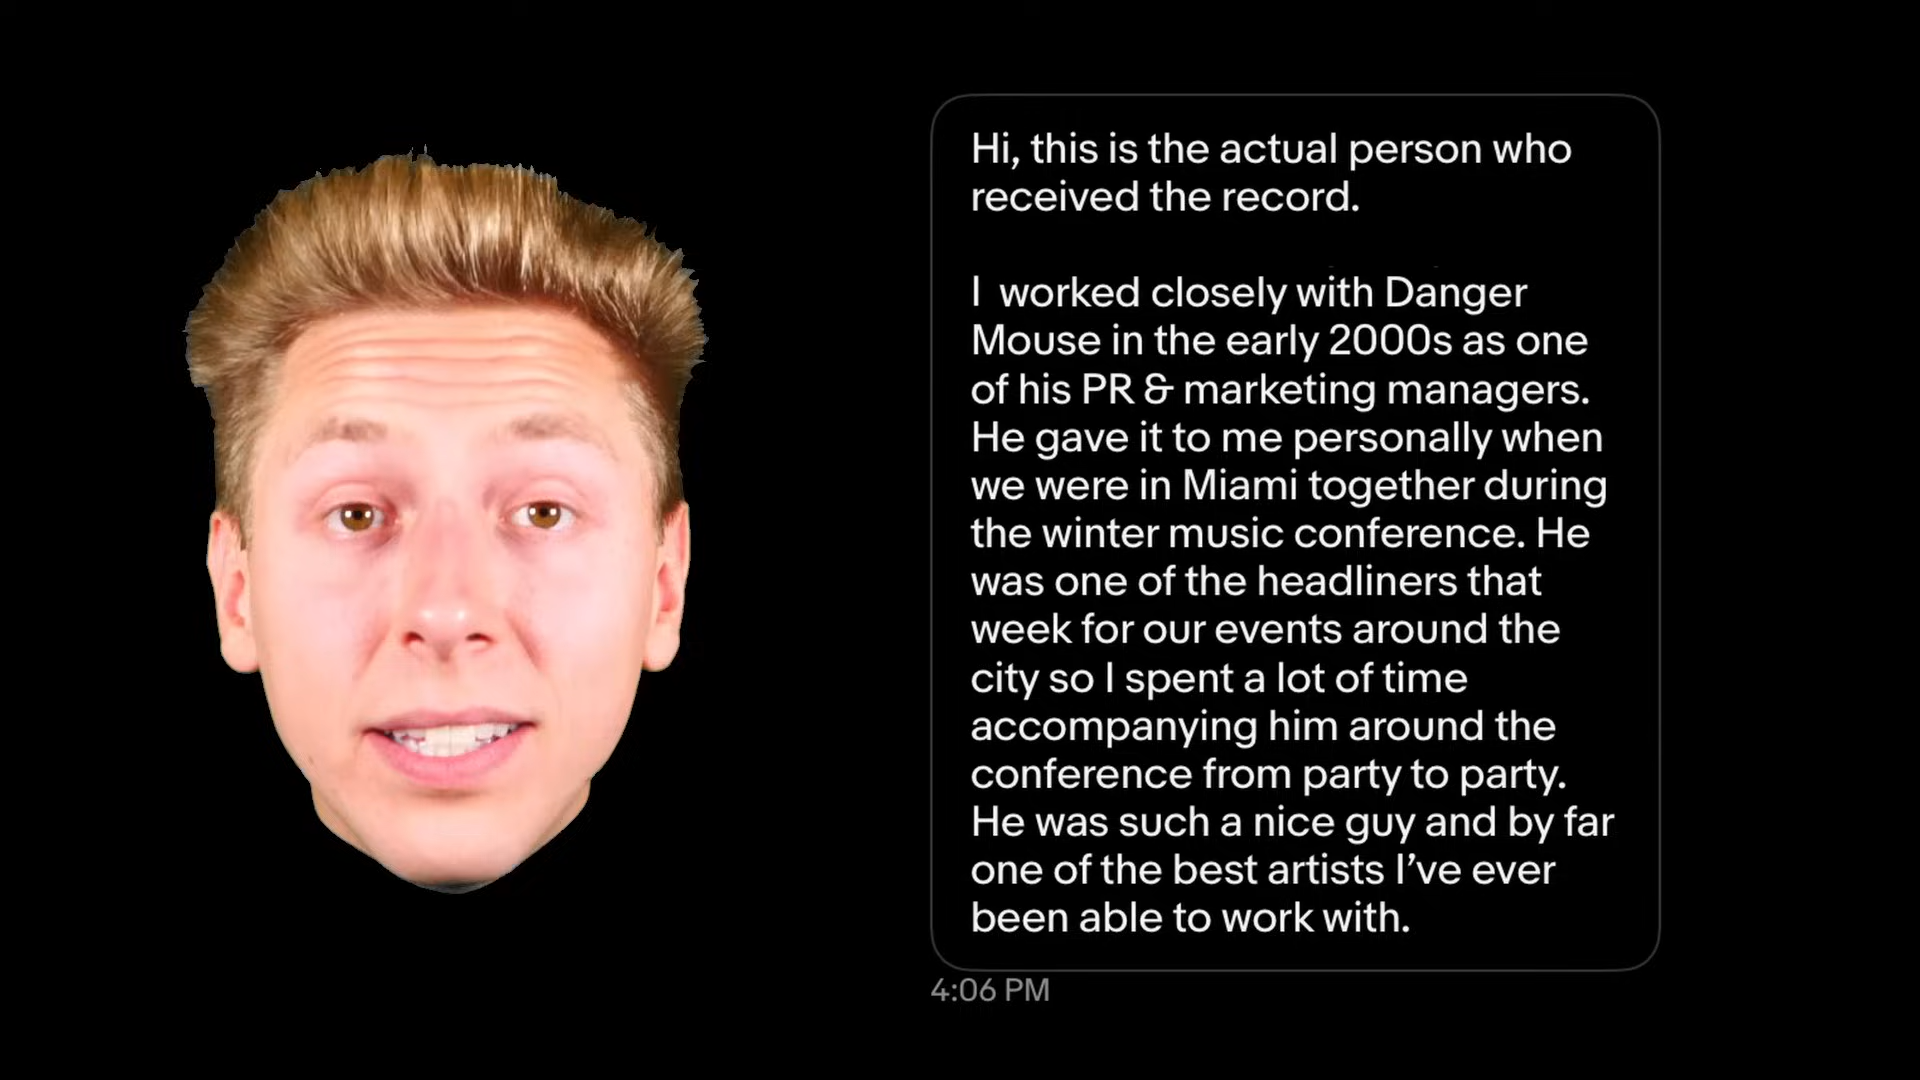 Hi, this is the actual person who
received the record.
I  worked closely with Danger
Mouse in the early 2000s as one
of his PR & marketing managers.
He gave it to me personally when
we were in Miami together during
the winter music conference. He
was one of the headliners that
week for our events around the
city so I spent a lot of time
accompanying him around the
conference from party to party.
He was such a nice guy and by far
one of the best artists I’ve ever
been able to work with.
4:06 PM